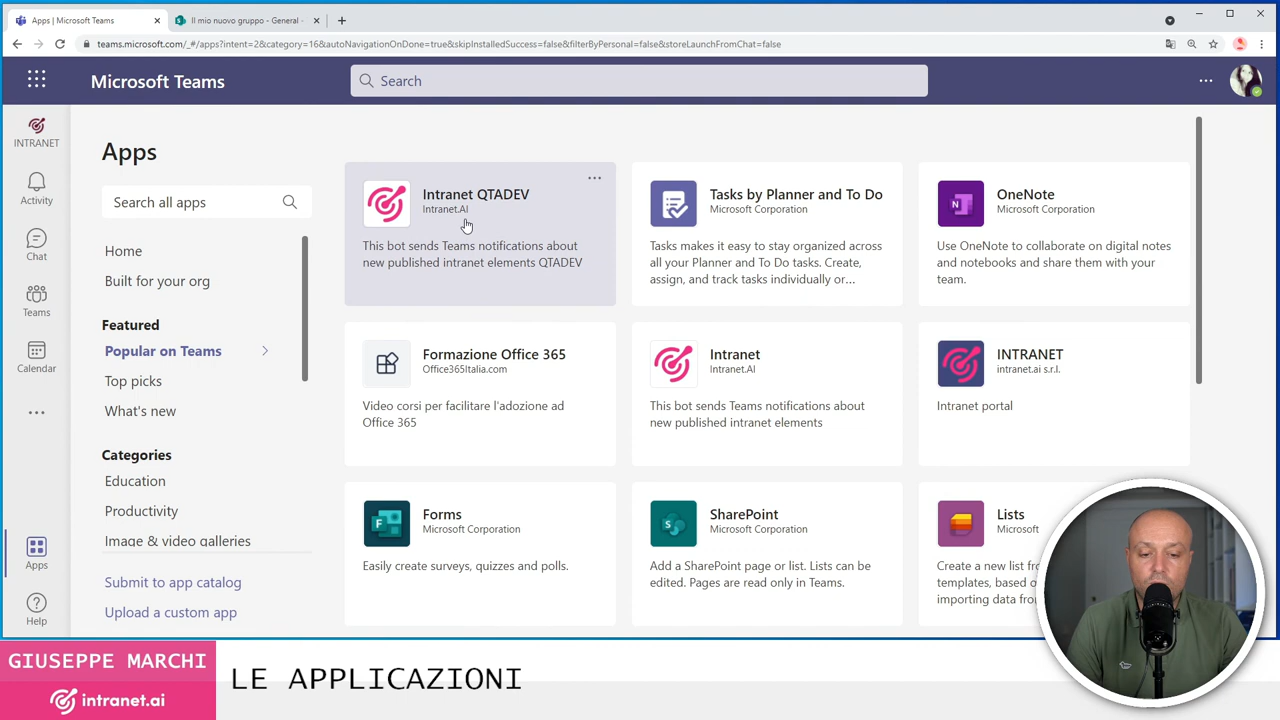 Apps | Microsoft Teams
Il mio nuovo gruppo - General -
teams.microsoft.com/_#/apps?intent=2&category=16&autoNavigationOnDone=true&skipInstalledSuccess=false&filterByPersonal=false&storeLaunchFromChat=false
Microsoft Teams
Search
INTRANET
Activity
Chat
Teams
Calendar
Apps
Help
Apps
Search all apps
Home
Built for your org
Featured
Popular on Teams
Top picks
What's new
Categories
Education
Productivity
Image & video galleries
Submit to app catalog
Upload a custom app
Intranet QTADEV
Intranet.AI
This bot sends Teams notifications about
new published intranet elements QTADEV
Tasks by Planner and To Do
Microsoft Corporation
Tasks makes it easy to stay organized across
all your Planner and To Do tasks. Create,
assign, and track tasks individually or...
OneNote
Microsoft Corporation
Use OneNote to collaborate on digital notes
and notebooks and share them with your
team.
Formazione Office 365
Office365Italia.com
Video corsi per facilitare l'adozione ad
Office 365
Intranet
Intranet.AI
This bot sends Teams notifications about
new published intranet elements
INTRANET
intranet.ai s.r.l.
Intranet portal
Forms
Microsoft Corporation
Easily create surveys, quizzes and polls.
SharePoint
Microsoft Corporation
Add a SharePoint page or list. Lists can be
edited. Pages are read only in Teams.
Lists
Microsoft
Create a new list
templates, based
importing data
GIUSEPPE MARCHI
intranet.ai
LE APPLICAZIONI